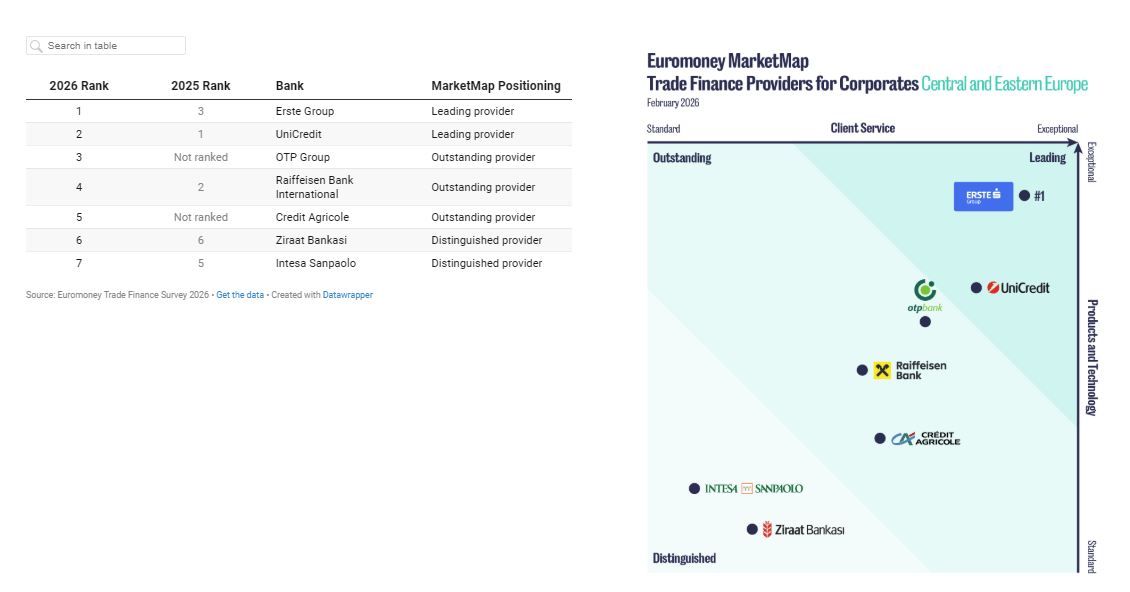 Search in table
2026 Rank 2025 Rank Bank MarketMap Positioning
1 3 Erste Group Leading provider
2 1 UniCredit Leading provider
3 Not ranked OTP Group Outstanding provider
4 2 Raiffeisen Bank International Outstanding provider
5 Not ranked Credit Agricole Outstanding provider
6 6 Ziraat Bankasi Distinguished provider
7 5 Intesa Sanpaolo Distinguished provider
Source: Euromoney Trade Finance Survey 2026 • Get the data • Created with Datawrapper
Euromoney MarketMap
Trade Finance Providers for Corporates Central and Eastern Europe
February 2026
Standard Client Service Exceptional
Outstanding Leading
Exceptional
ERSTE Group #1
UniCredit
otpbank
Products and Technology
Raiffeisen
Bank
CRÉDIT
AGRICOLE
INTESA SANPAOLO
Ziraat Bankası
Distinguished
Standard